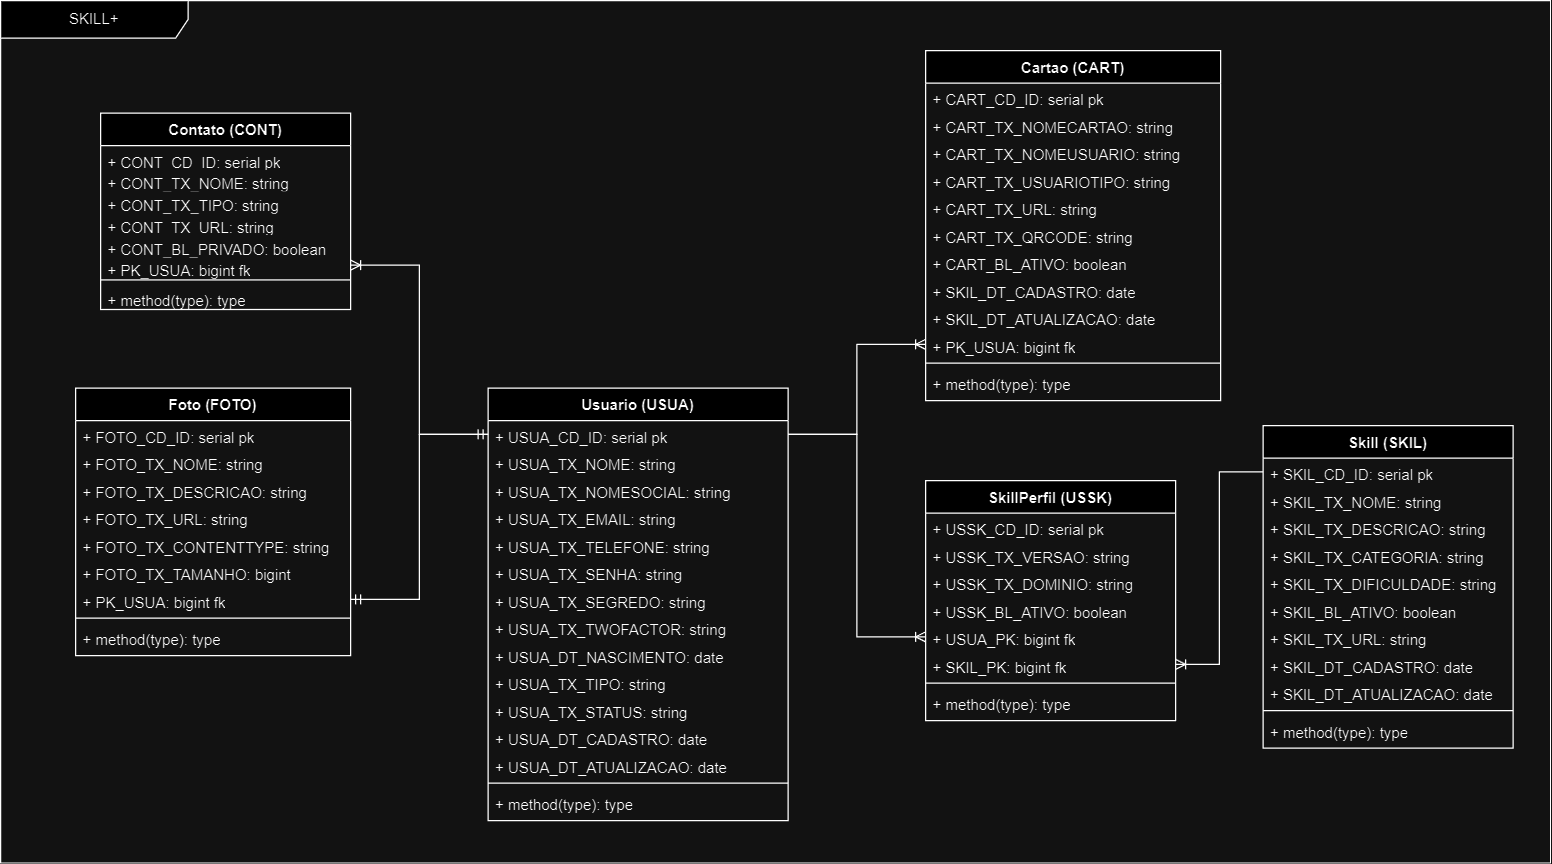 SKILL+
Contato (CONT)
+ CONT_CD_ID: serial pk
+ CONT_TX_NOME: string
+ CONT_TX_TIPO: string
+ CONT_TX_URL: string
+ CONT_BL_PRIVADO: boolean
+ PK_USUA: bigint fk
+ method(type): type
Foto (FOTO)
+ FOTO_CD_ID: serial pk
+ FOTO_TX_NOME: string
+ FOTO_TX_DESCRICAO: string
+ FOTO_TX_URL: string
+ FOTO_TX_CONTENTTYPE: string
+ FOTO_TX_TAMANHO: bigint
+ PK_USUA: bigint fk
+ method(type): type
Usuario (USUA)
+ USUA_CD_ID: serial pk
+ USUA_TX_NOME: string
+ USUA_TX_NOMESOCIAL: string
+ USUA_TX_EMAIL: string
+ USUA_TX_TELEFONE: string
+ USUA_TX_SENHA: string
+ USUA_TX_SEGREDO: string
+ USUA_TX_TWOFACTOR: string
+ USUA_DT_NASCIMENTO: date
+ USUA_TX_TIPO: string
+ USUA_TX_STATUS: string
+ USUA_DT_CADASTRO: date
+ USUA_DT_ATUALIZACAO: date
+ method(type): type
Cartao (CART)
+ CART_CD_ID: serial pk
+ CART_TX_NOMECARTAO: string
+ CART_TX_NOMEUSUARIO: string
+ CART_TX_USUARIOTIPO: string
+ CART_TX_URL: string
+ CART_TX_QRCODE: string
+ CART_BL_ATIVO: boolean
+ SKIL_DT_CADASTRO: date
+ SKIL_DT_ATUALIZACAO: date
+ PK_USUA: bigint fk
+ method(type): type
SkillPerfil (USSK)
+ USSK_CD_ID: serial pk
+ USSK_TX_VERSAO: string
+ USSK_TX_DOMINIO: string
+ USSK_BL_ATIVO: boolean
+ USUA_PK: bigint fk
+ SKIL_PK: bigint fk
+ method(type): type
Skill (SKIL)
+ SKIL_CD_ID: serial pk
+ SKIL_TX_NOME: string
+ SKIL_TX_DESCRICAO: string
+ SKIL_TX_CATEGORIA: string
+ SKIL_TX_DIFICULDADE: string
+ SKIL_BL_ATIVO: boolean
+ SKIL_TX_URL: string
+ SKIL_DT_CADASTRO: date
+ SKIL_DT_ATUALIZACAO: date
+ method(type): type